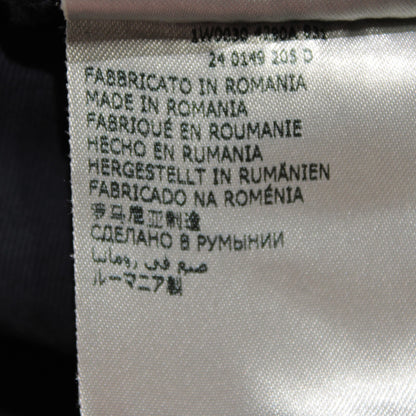 24 0149 205 D
FABBRICATO IN ROMANIA
MADE IN ROMANIA
FABRIQUÉ EN ROUMANIE
HECHO EN RUMANIA
HERGESTELLT IN RUMÄNIEN
FABRICADO NA ROMÉNIA
罗马尼亚制造
СДЕЛАНО В РУМЫНИИ
صنع في رومانيا
ルーマニア製